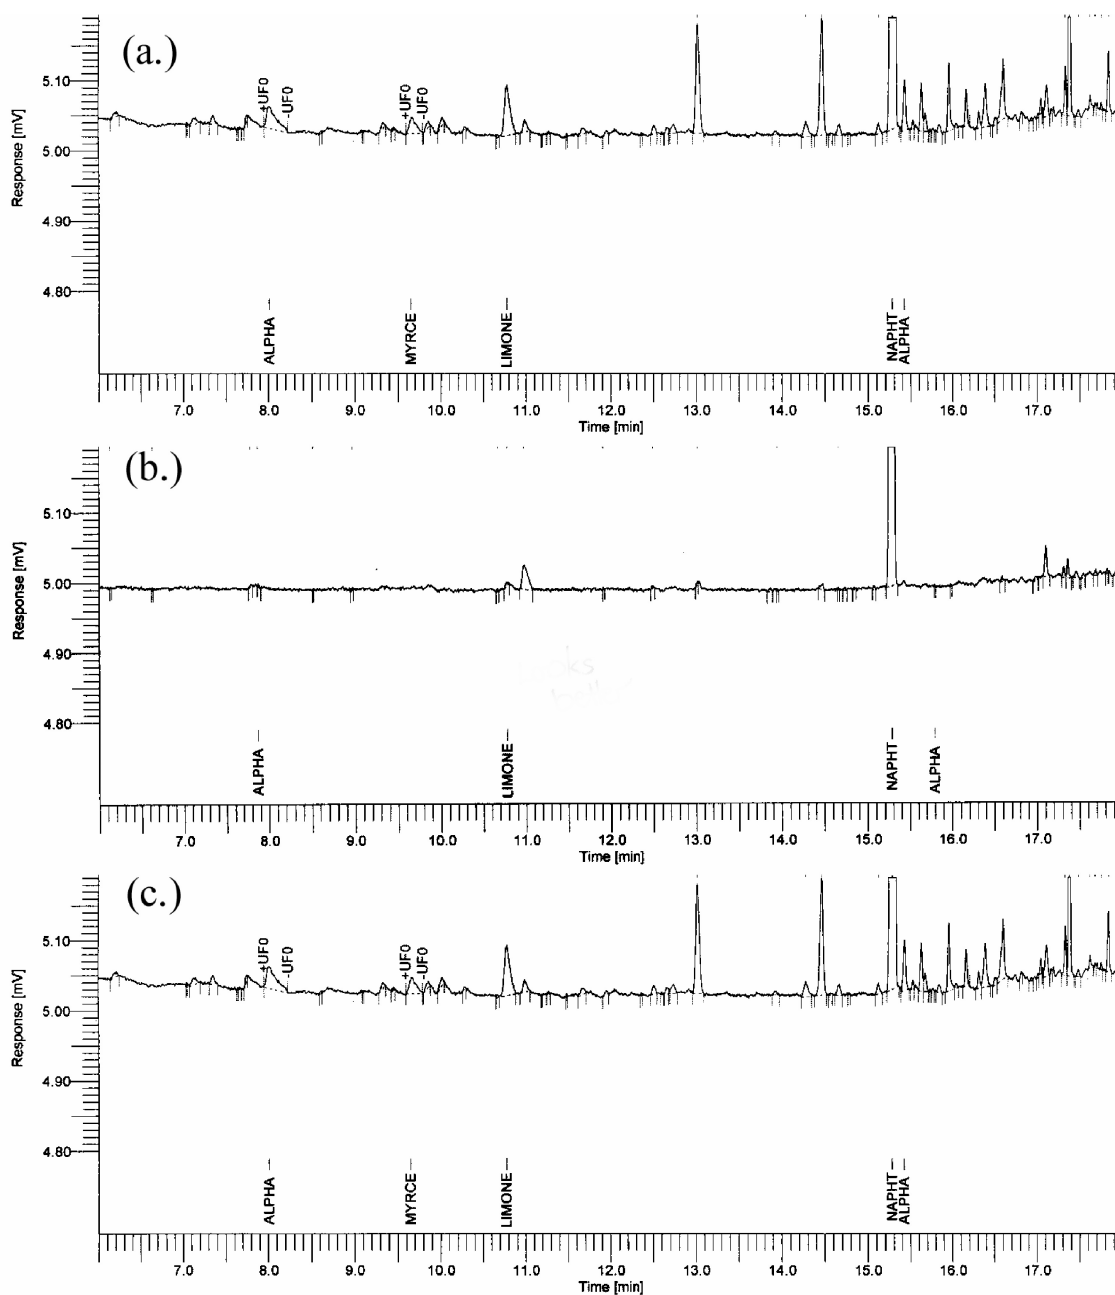 (a.)
Response [mV]
5.10
5.00
4.90
4.80
+UF0
UF0
+UF0
UF0
ALPHA
MYRCE
LIMONE
NAPHT
ALPHA
7.0 8.0 9.0 10.0 11.0 12.0 13.0 14.0 15.0 16.0 17.0
Time [min]
(b.)
Response [mV]
5.10
5.00
4.90
4.80
ALPHA
LIMONE
NAPHT
ALPHA
7.0 8.0 9.0 10.0 11.0 12.0 13.0 14.0 15.0 16.0 17.0
Time [min]
(c.)
Response [mV]
5.10
5.00
4.90
4.80
+UF0
UF0
+UF0
UF0
ALPHA
MYRCE
LIMONE
NAPHT
ALPHA
7.0 8.0 9.0 10.0 11.0 12.0 13.0 14.0 15.0 16.0 17.0
Time [min]